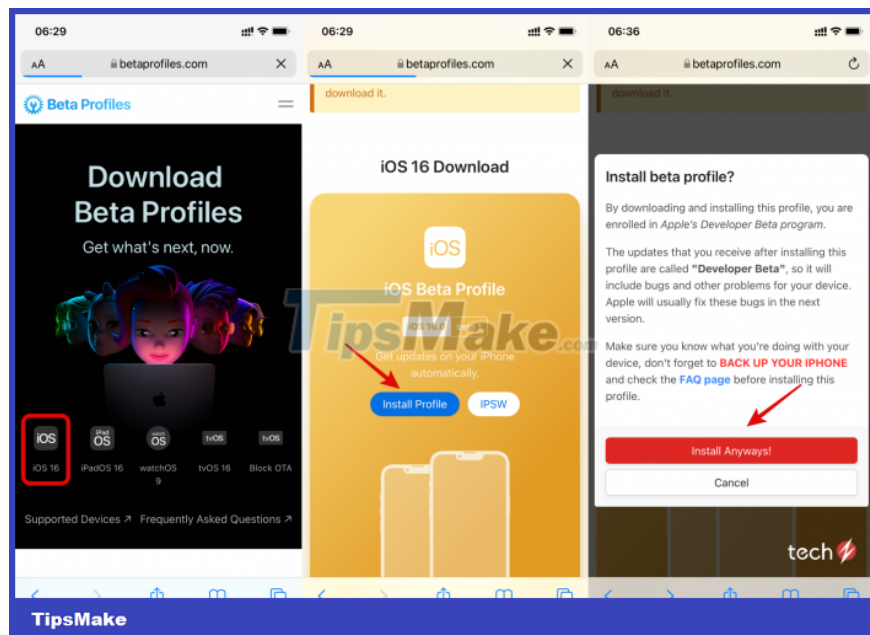 06:29
AA betaprofiles.com
Beta Profiles
Download
Beta Profiles
Get what's next, now.
iOS
iPad
OS
watch
OS
tvOS
tvOS
iOS 16
iPadOS 16
watchOS
9
tvOS 16
Block OTA
Supported Devices ↗ Frequently Asked Questions ↗
06:29
AA betaprofiles.com
download it.
iOS 16 Download
iOS
iOS Beta Profile
iOS 16.0
Get updates on your iPhone
automatically.
Install Profile
IPSW
06:36
AA betaprofiles.com
download it.
Install beta profile?
By downloading and installing this profile, you are
enrolled in Apple's Developer Beta program.
The updates that you receive after installing this
profile are called "Developer Beta", so it will
include bugs and other problems for your device.
Apple will usually fix these bugs in the next
version.
Make sure you know what you're doing with your
device, don't forget to BACK UP YOUR IPHONE
and check the FAQ page before installing this
profile.
Install Anyways!
Cancel
tech
TipsMake.com
TipsMake